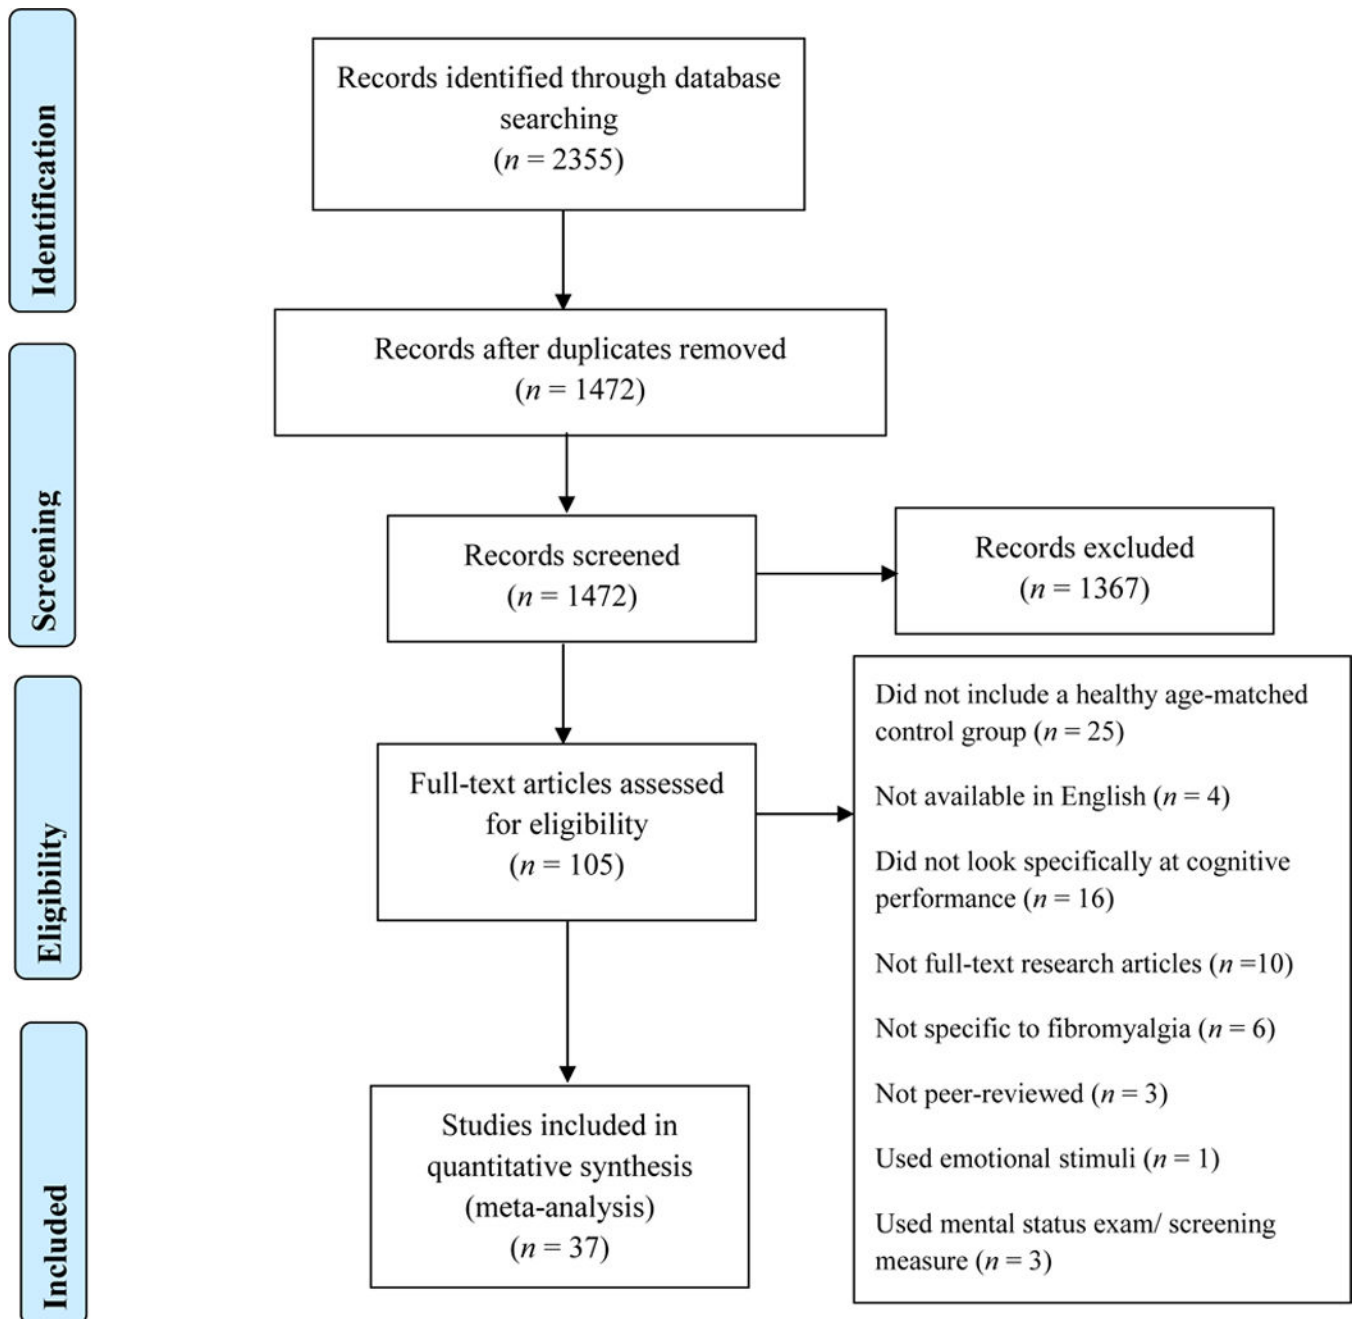 Identification
Records identified through database
searching
(n = 2355)
Records after duplicates removed
(n = 1472)
Screening
Records screened
(n = 1472)
Records excluded
(n = 1367)
Eligibility
Full-text articles assessed
for eligibility
(n = 105)
Did not include a healthy age-matched
control group (n = 25)
Not available in English (n = 4)
Did not look specifically at cognitive
performance (n = 16)
Not full-text research articles (n =10)
Not specific to fibromyalgia (n = 6)
Not peer-reviewed (n = 3)
Used emotional stimuli (n = 1)
Used mental status exam/ screening
measure (n = 3)
Included
Studies included in
quantitative synthesis
(meta-analysis)
(n = 37)